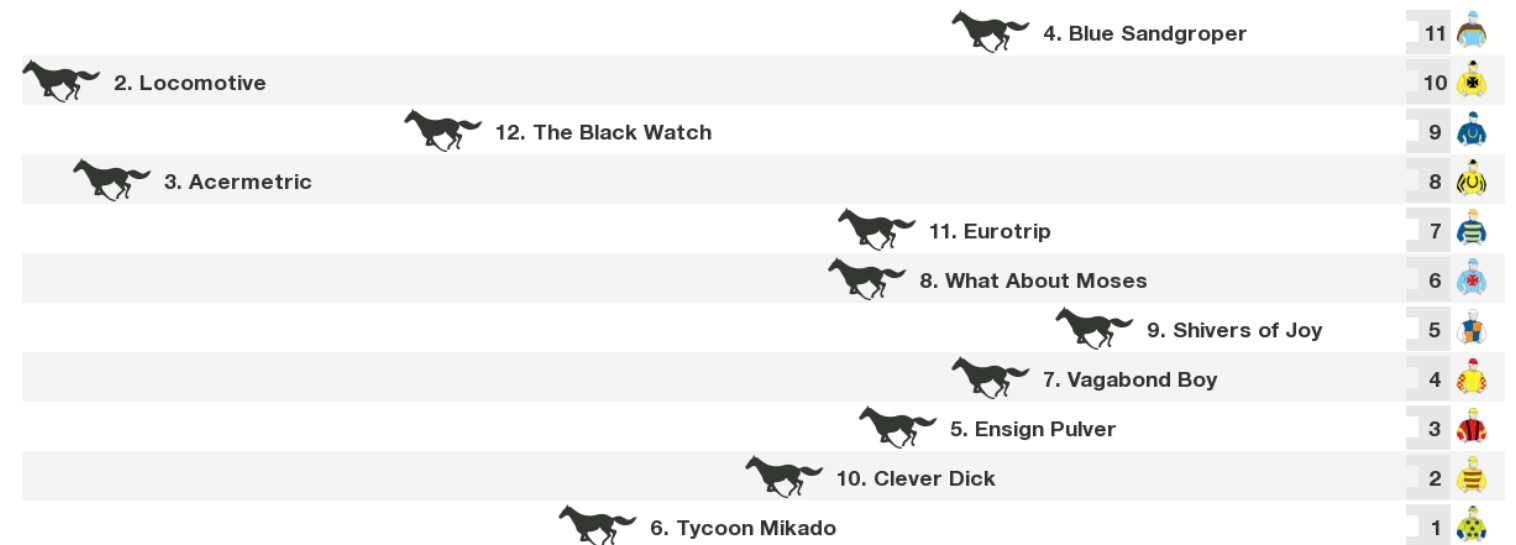 4. Blue Sandgroper 11
2. Locomotive 10
12. The Black Watch 9
3. Acermetric 8
11. Eurotrip 7
8. What About Moses 6
9. Shivers of Joy 5
7. Vagabond Boy 4
5. Ensign Pulver 3
10. Clever Dick 2
6. Tycoon Mikado 1